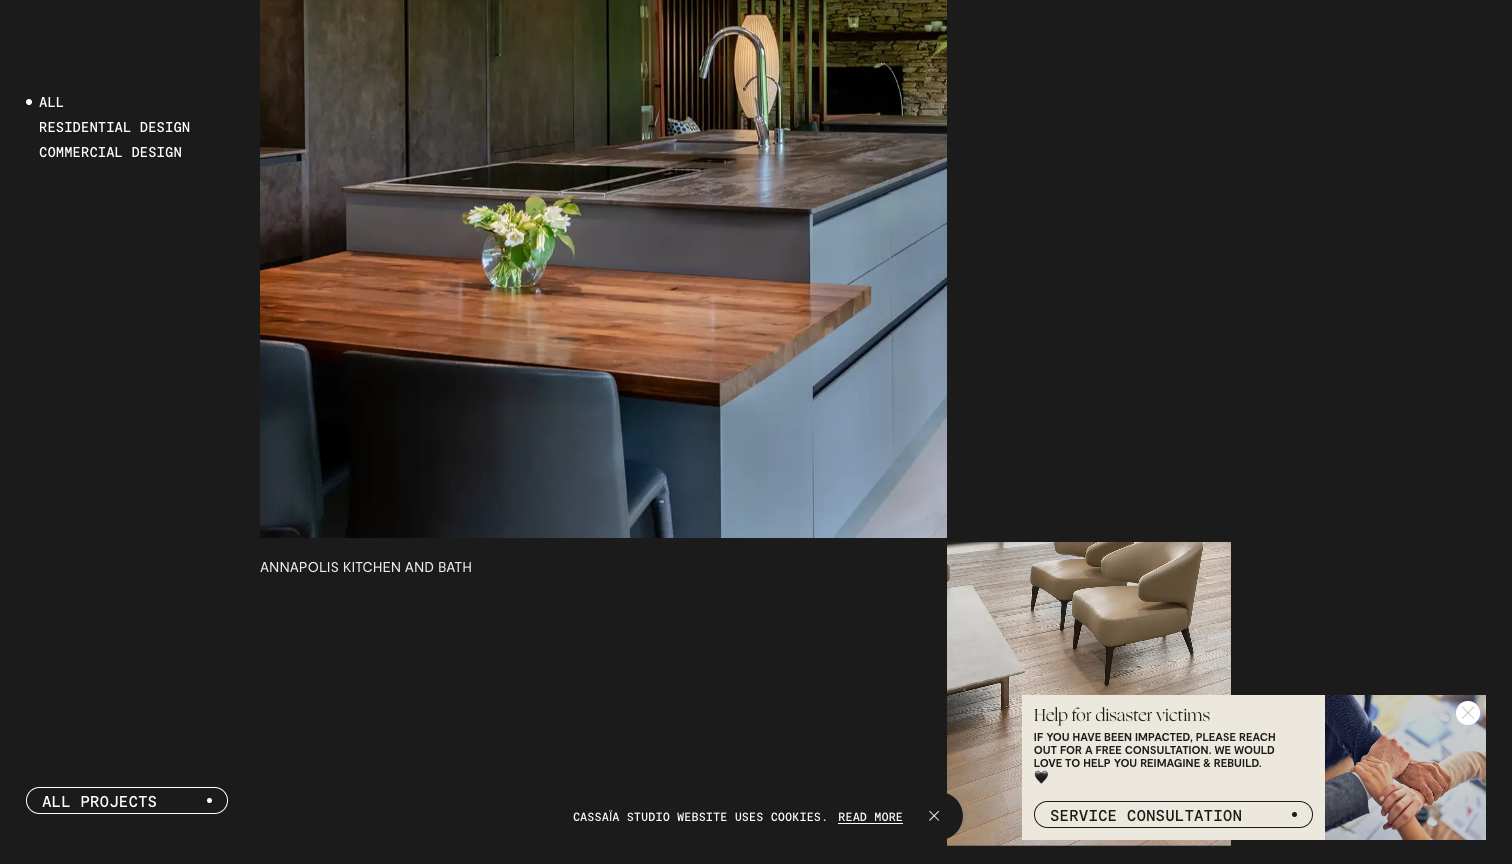 ALL
RESIDENTIAL DESIGN
COMMERCIAL DESIGN
ANNAPOLIS KITCHEN AND BATH
Help for disaster victims
IF YOU HAVE BEEN IMPACTED, PLEASE REACH
OUT FOR A FREE CONSULTATION. WE WOULD
LOVE TO HELP YOU REIMAGINE & REBUILD.
🖤
SERVICE CONSULTATION
ALL PROJECTS
CASSAÏA STUDIO WEBSITE USES COOKIES. READ MORE